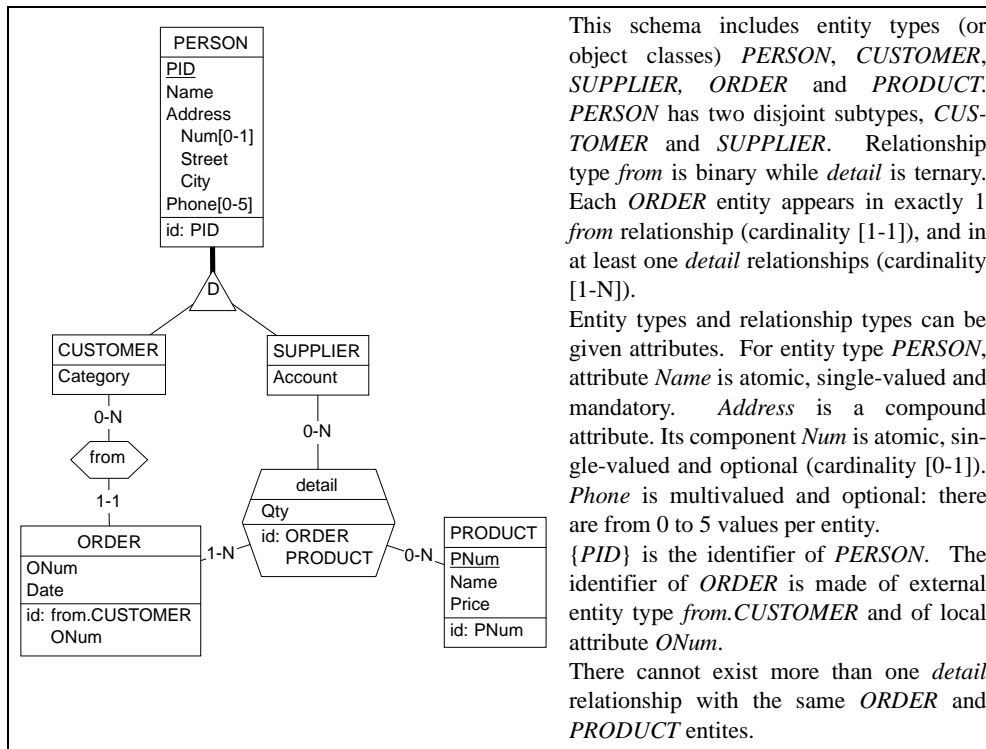 PERSON
PID
Name
Address
Num[0-1]
Street
City
Phone[0-5]
id: PID
D
CUSTOMER
Category
SUPPLIER
Account
0-N
0-N
from
1-1
detail
Qty
id: ORDER
PRODUCT
ORDER
ONum
Date
id: from.CUSTOMER
ONum
1-N
0-N
PRODUCT
PNum
Name
Price
id: PNum
This schema includes entity types (or
object classes) PERSON, CUSTOMER,
SUPPLIER, ORDER and PRODUCT.
PERSON has two disjoint subtypes, CUS-
TOMER and SUPPLIER. Relationship
type from is binary while detail is ternary.
Each ORDER entity appears in exactly 1
from relationship (cardinality [1-1]), and in
at least one detail relationships (cardinality
[1-N]).
Entity types and relationship types can be
given attributes. For entity type PERSON,
attribute Name is atomic, single-valued and
mandatory. Address is a compound
attribute. Its component Num is atomic, sin-
gle-valued and optional (cardinality [0-1]).
Phone is multivalued and optional: there
are from 0 to 5 values per entity.
{PID} is the identifier of PERSON. The
identifier of ORDER is made of external
entity type from.CUSTOMER and of local
attribute ONum.
There cannot exist more than one detail
relationship with the same ORDER and
PRODUCT entites.